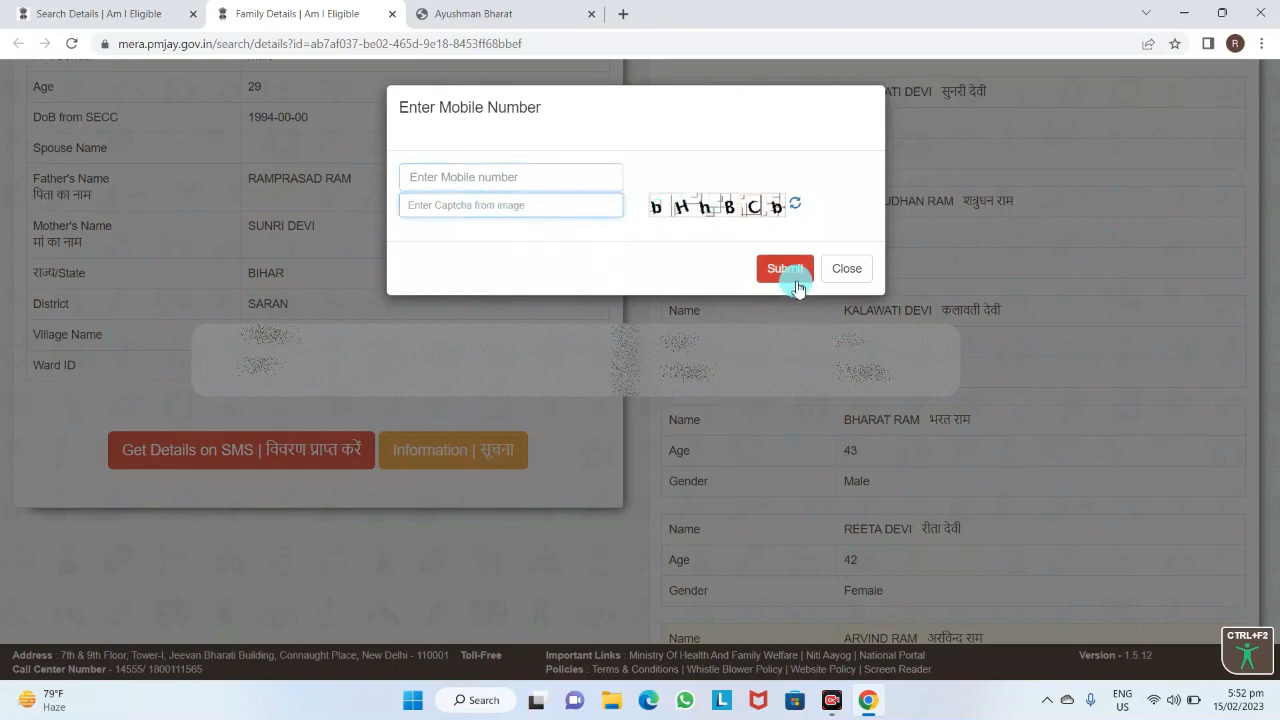 Search Details | Am I Eligible
Family Details | Am I Eligible
Ayushman Bharat
mera.pmjay.gov.in/search/details?id=ab7af037-be02-465d-9e18-8453ff68bbef
R
Age 29
DoB from SECC 1994-00-00
Spouse Name
Father's Name RAMPRASAD RAM
पिता का नाम
Mother's Name SUNRI DEVI
मां का नाम
राज्य/State BIHAR
District SARAN
Village Name
Ward ID
Get Details on SMS | विवरण प्राप्त करें
Information | सूचना
Enter Mobile Number
Enter Mobile number
Enter Captcha from image
b H h B C b
Submit
Close
DEVI सुनरी देवी
RAM शत्रुधन राम
Name KALAWATI DEVI कलावती देवी
Name BHARAT RAM भरत राम
Age 43
Gender Male
Name REETA DEVI रीता देवी
Age 42
Gender Female
Name ARVIND RAM अरविन्द राम
CTRL+F2
Address : 7th & 9th Floor, Tower-I, Jeevan Bharati Building, Connaught Place, New Delhi - 110001 Toll-Free
Call Center Number - 14555/ 1800111565
Important Links : Ministry Of Health And Family Welfare | Niti Aayog | National Portal
Policies : Terms & Conditions | Whistle Blower Policy | Website Policy | Screen Reader
Version - 1.5.12
79°F
Haze
Search
ENG
US
5:52 pm
15/02/2023